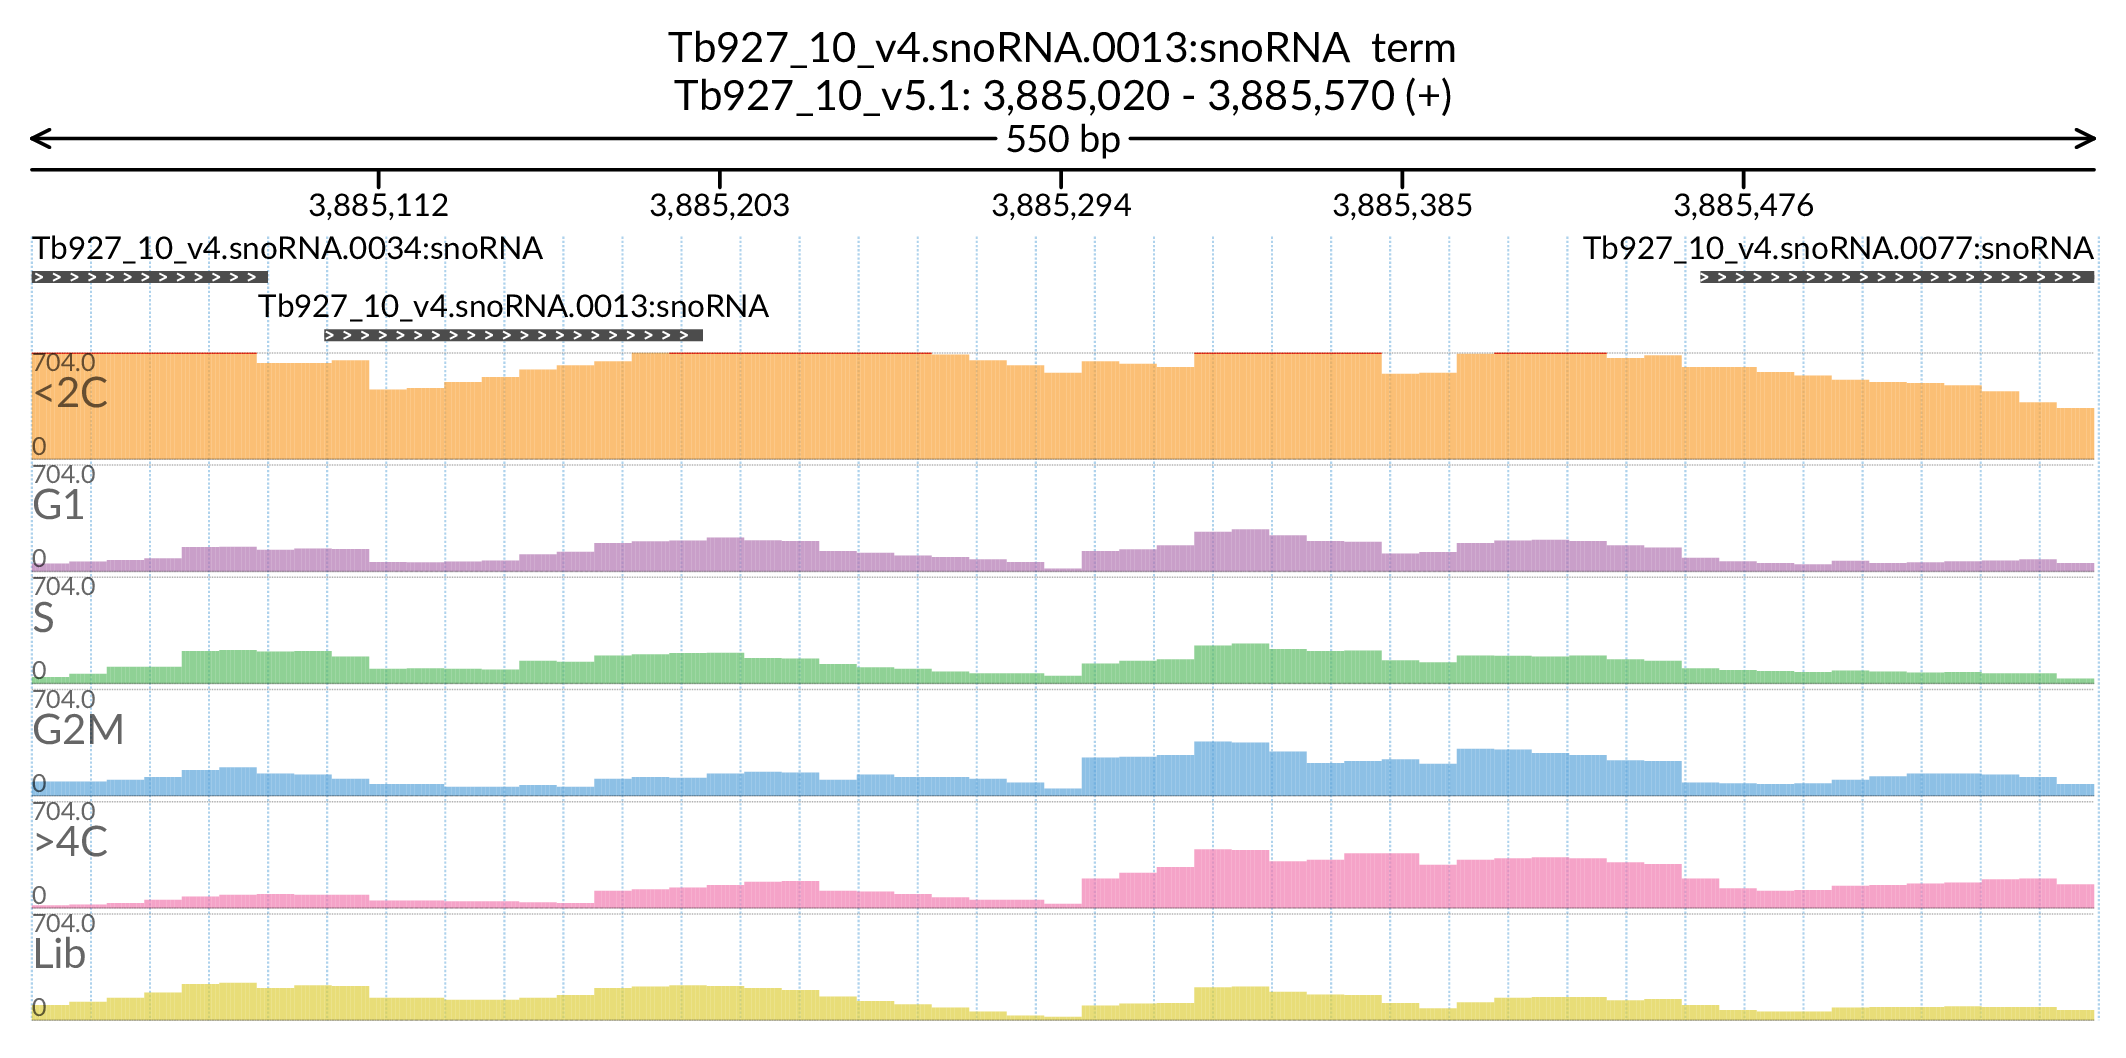 Tb927_10_v4.snoRNA.0013:snoRNA term
Tb927_10_v5.1: 3,885,020 - 3,885,570 (+)
550 bp
3,885,112 3,885,203 3,885,294 3,885,385 3,885,476
Tb927_10_v4.snoRNA.0034:snoRNA Tb927_10_v4.snoRNA.0077:snoRNA
Tb927_10_v4.snoRNA.0013:snoRNA
704.0
<2C
0
704.0
G1
0
704.0
S
0
704.0
G2M
0
704.0
>4C
0
704.0
Lib
0